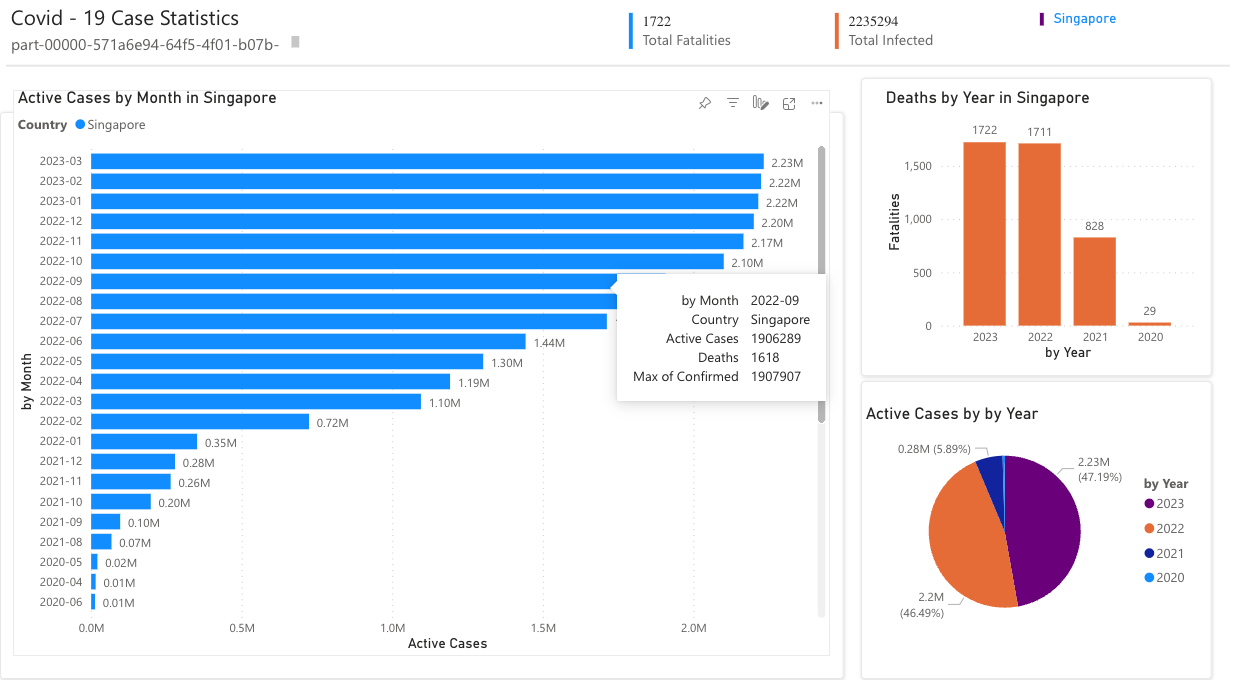 Covid - 19 Case Statistics
part-00000-571a6e94-64f5-4f01-b07b-
1722
Total Fatalities
2235294
Total Infected
Singapore
Active Cases by Month in Singapore
Country Singapore
by Month
2023-03 2.23M
2023-02 2.22M
2023-01 2.22M
2022-12 2.20M
2022-11 2.17M
2022-10 2.10M
2022-09
2022-08
2022-07
2022-06 1.44M
2022-05 1.30M
2022-04 1.19M
2022-03 1.10M
2022-02 0.72M
2022-01 0.35M
2021-12 0.28M
2021-11 0.26M
2021-10 0.20M
2021-09 0.10M
2021-08 0.07M
2020-05 0.02M
2020-04 0.01M
2020-06 0.01M
0.0M 0.5M 1.0M 1.5M 2.0M
Active Cases
by Month 2022-09
Country Singapore
Active Cases 1906289
Deaths 1618
Max of Confirmed 1907907
Deaths by Year in Singapore
Fatalities
1,500
1,000
500
0
1722 1711 828 29
2023 2022 2021 2020
by Year
Active Cases by by Year
0.28M (5.89%)
2.23M
(47.19%)
2.2M
(46.49%)
by Year
2023
2022
2021
2020